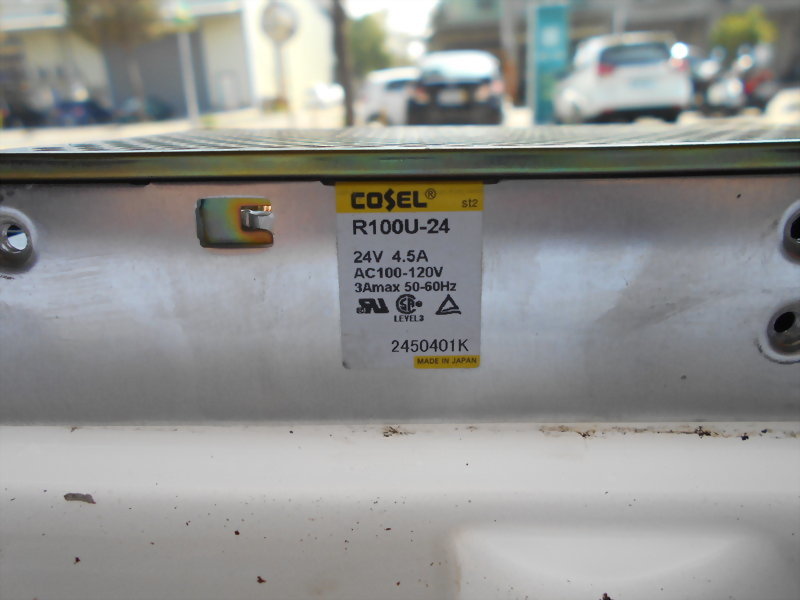 COSEL®
st2
R100U-24
24V 4.5A
AC100-120V
3Amax 50-60Hz
LEVEL3
2450401K
MADE IN JAPAN